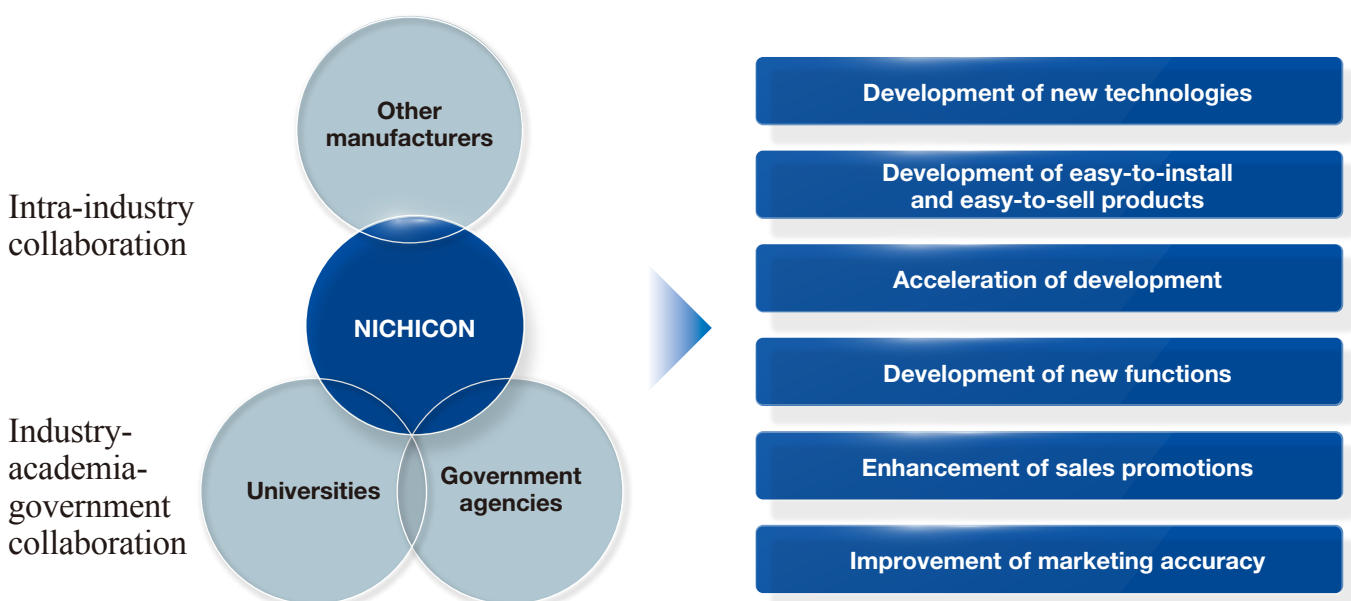 Other
manufacturers
Intra-industry
collaboration
NICHICON
Industry-
academia-
government
collaboration
Universities
Government
agencies
Development of new technologies
Development of easy-to-install
and easy-to-sell products
Acceleration of development
Development of new functions
Enhancement of sales promotions
Improvement of marketing accuracy